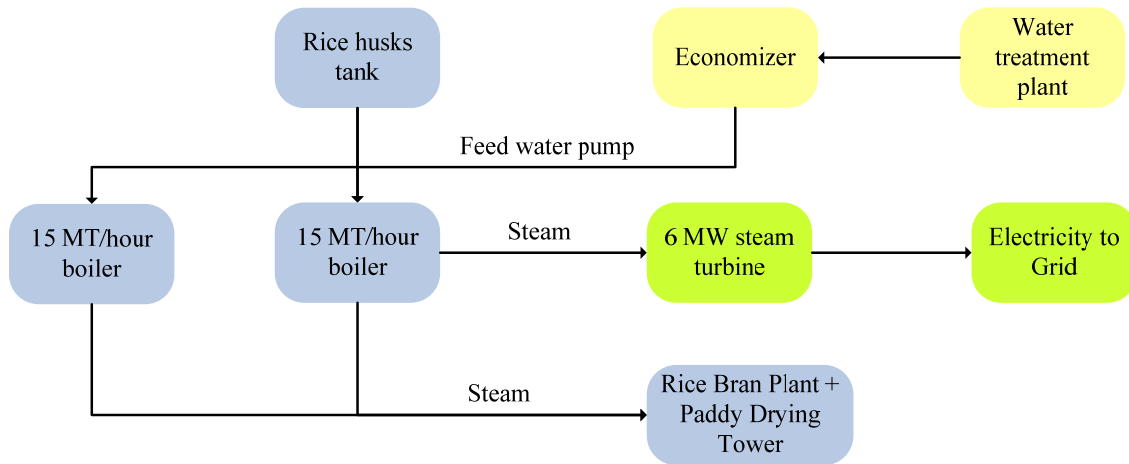 Rice husks
tank
Economizer
Water
treatment
plant
Feed water pump
15 MT/hour
boiler
15 MT/hour
boiler
Steam
6 MW steam
turbine
Electricity to
Grid
Steam
Rice Bran Plant +
Paddy Drying
Tower